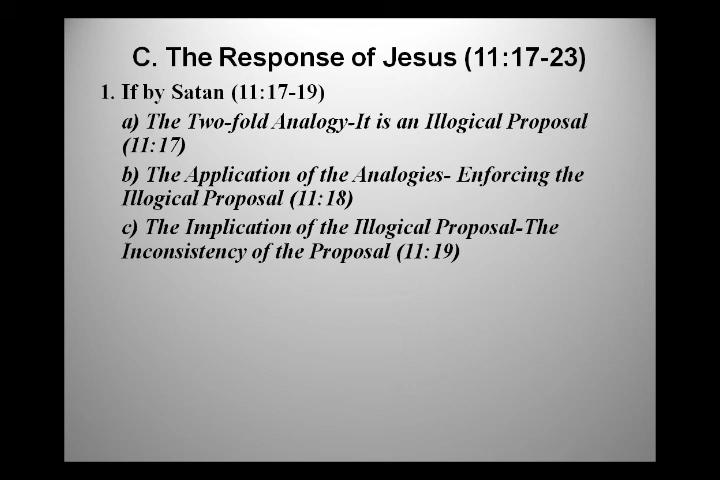 C. The Response of Jesus (11:17-23)
1. If by Satan (11:17-19)
a) The Two-fold Analogy-It is an Illogical Proposal
(11:17)
b) The Application of the Analogies- Enforcing the
Illogical Proposal (11:18)
c) The Implication of the Illogical Proposal-The
Inconsistency of the Proposal (11:19)